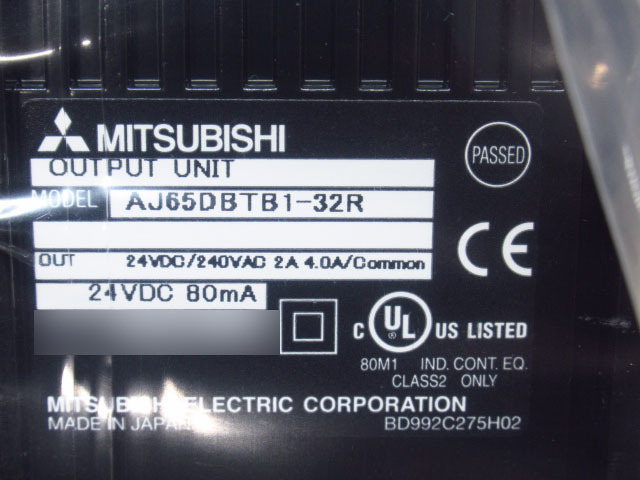 MITSUBISHI
PASSED
OUTPUT UNIT
MODEL AJ65DBTB1-32R
CE
OUT 24VDC/240VAC 2A 4.0A/Common
24VDC 80mA
C UL US LISTED
80M1 IND. CONT. EQ.
CLASS2 ONLY
MITSUBISHI ELECTRIC CORPORATION
MADE IN JAPAN BD992C275H02